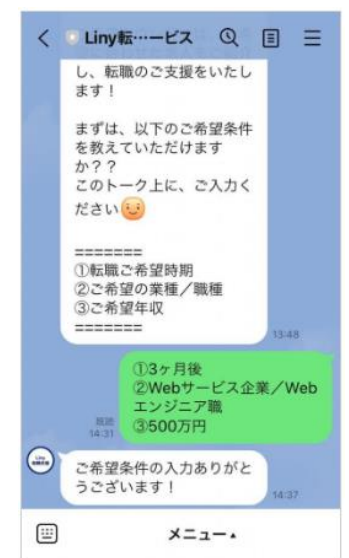 Liny転…ービス
し、転職のご支援をいたし
ます！
まずは、以下のご希望条件
を教えていただけます
か？？
このトーク上に、ご入力く
ださい
=======
①転職ご希望時期
②ご希望の業種／職種
③ご希望年収
=======
13:48
①3ヶ月後
②Webサービス企業／Web
エンジニア職
③500万円
既読
14:31
Liny
ご希望条件の入力ありがと
うございます！
14:37
メニュー▴